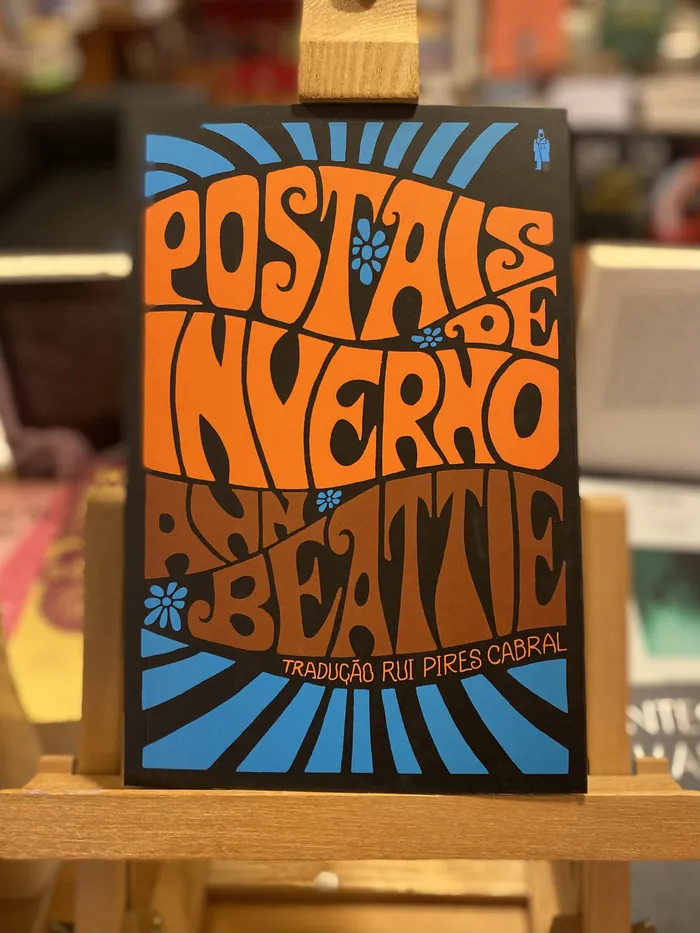 POSTAIS
DE
INVERNO
ANN
BEATTIE
TRADUÇÃO RUI PIRES CABRAL